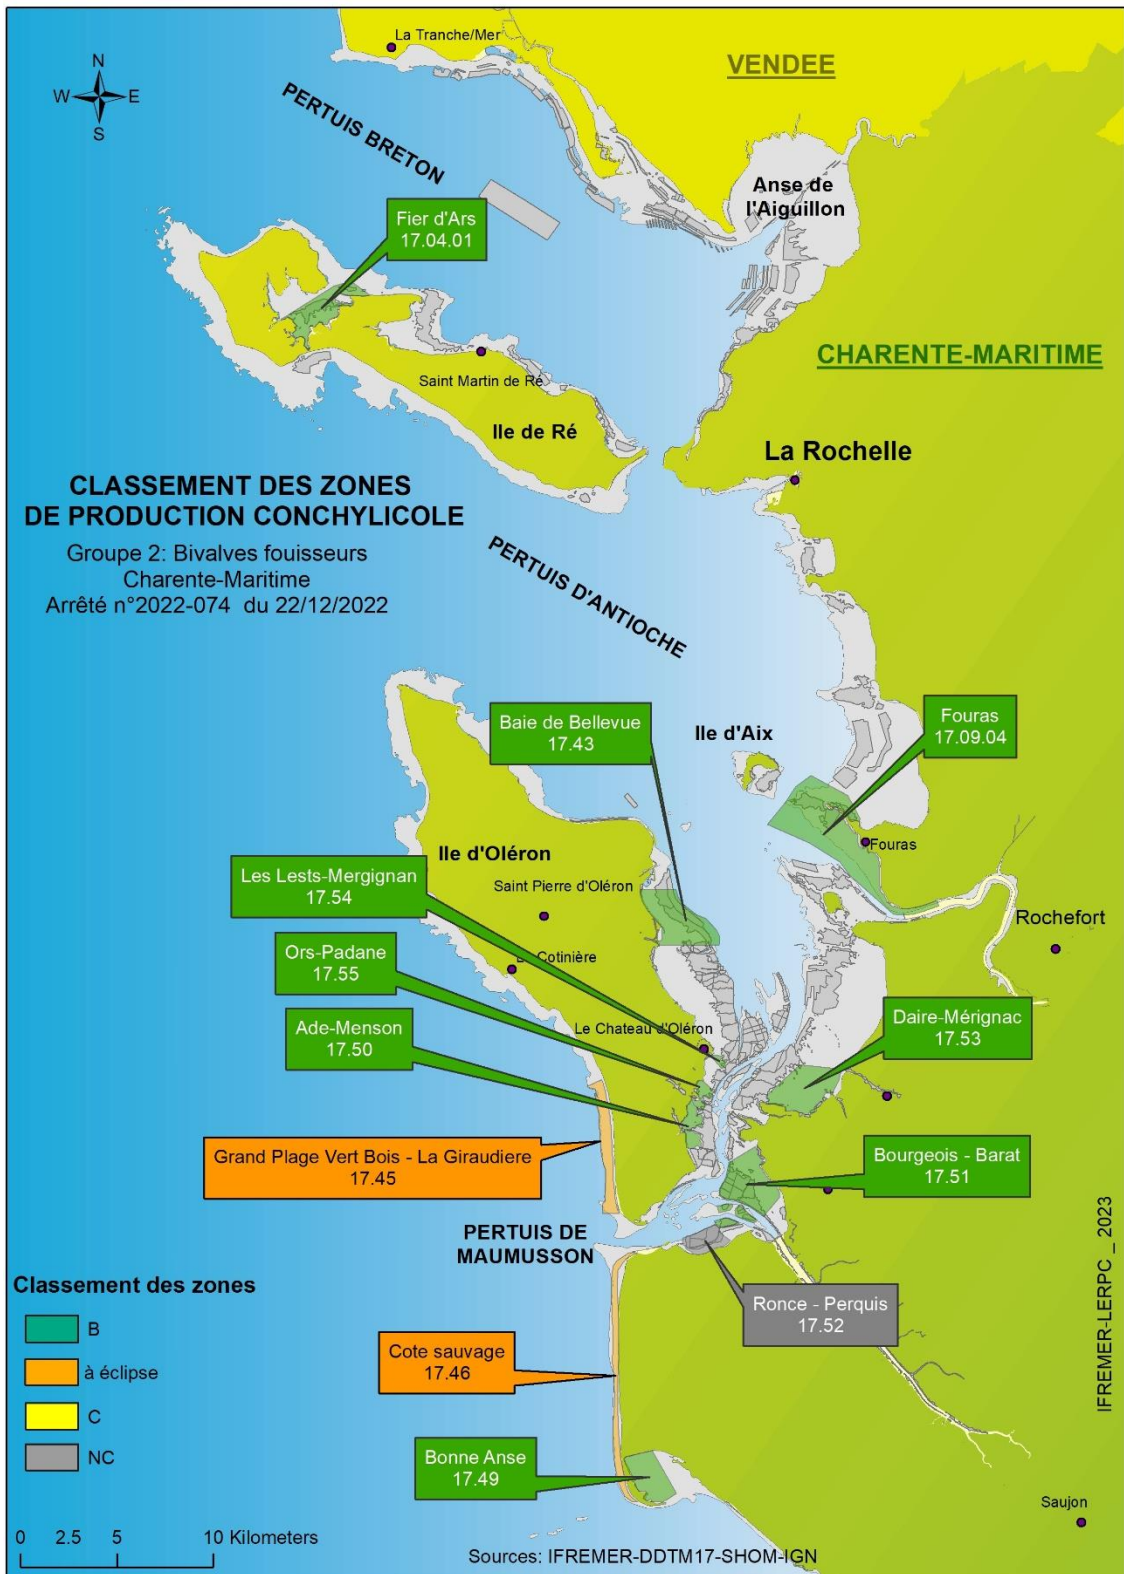 La Tranche/Mer
VENDEE
N
W
E
S
PERTUIS BRETON
Anse de
l'Aiguillon
Fier d'Ars
17.04.01
CHARENTE-MARITIME
Saint Martin de Ré
Ile de Ré
La Rochelle
CLASSEMENT DES ZONES
DE PRODUCTION CONCHYLICOLE
Groupe 2: Bivalves fouisseurs
Charente-Maritime
Arrêté n°2022-074 du 22/12/2022
PERTUIS D'ANTIOCHE
Baie de Bellevue
17.43
Ile d'Aix
Fouras
17.09.04
Fouras
Ile d'Oléron
Les Lests-Mergignan
17.54
Saint Pierre d'Oléron
Rochefort
Ors-Padane
17.55
Cotinière
Ade-Menson
17.50
Le Chateau d'Oléron
Daire-Mérignac
17.53
Grand Plage Vert Bois - La Giraudiere
17.45
Bourgeois - Barat
17.51
PERTUIS DE
MAUMUSSON
Ronce - Perquis
17.52
Classement des zones
B
à éclipse
C
NC
Cote sauvage
17.46
Bonne Anse
17.49
IFREMER-LERPC _ 2023
Saujon
0 2.5 5 10 Kilometers
Sources: IFREMER-DDTM17-SHOM-IGN